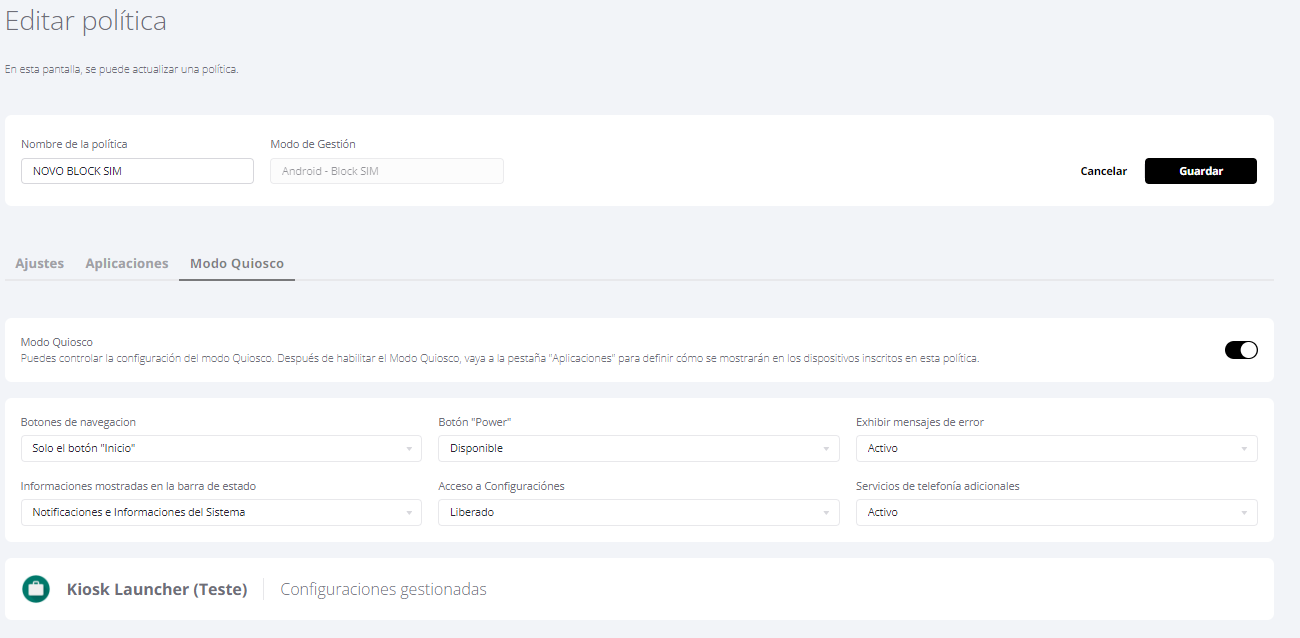 Editar política
En esta pantalla, se puede actualizar una política.
Nombre de la política
Modo de Gestión
NOVO BLOCK SIM
Android - Block SIM
Cancelar
Guardar
Ajustes
Aplicaciones
Modo Quiosco
Modo Quiosco
Puedes controlar la configuración del modo Quiosco. Después de habilitar el Modo Quiosco, vaya a la pestaña "Aplicaciones" para definir cómo se mostrarán en los dispositivos inscritos en esta política.
Botones de navegacion
Botón "Power"
Exhibir mensajes de error
Solo el botón "Inicio"
Disponible
Activo
Informaciones mostradas en la barra de estado
Acceso a Configuraciónes
Servicios de telefonía adicionales
Notificaciones e Informaciones del Sistema
Liberado
Activo
Kiosk Launcher (Teste)
Configuraciones gestionadas